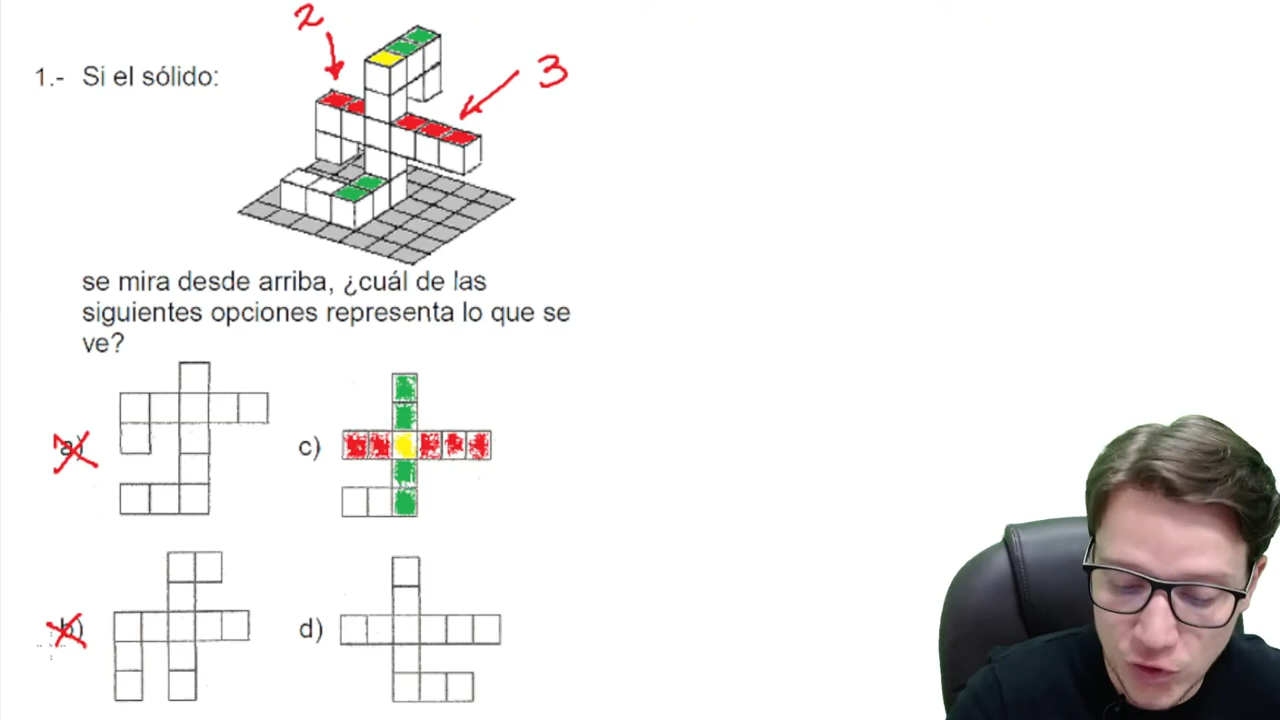 2
3
1.- Si el sólido:
se mira desde arriba, ¿cuál de las
siguientes opciones representa lo que se
ve?
a)
c)
b)
d)